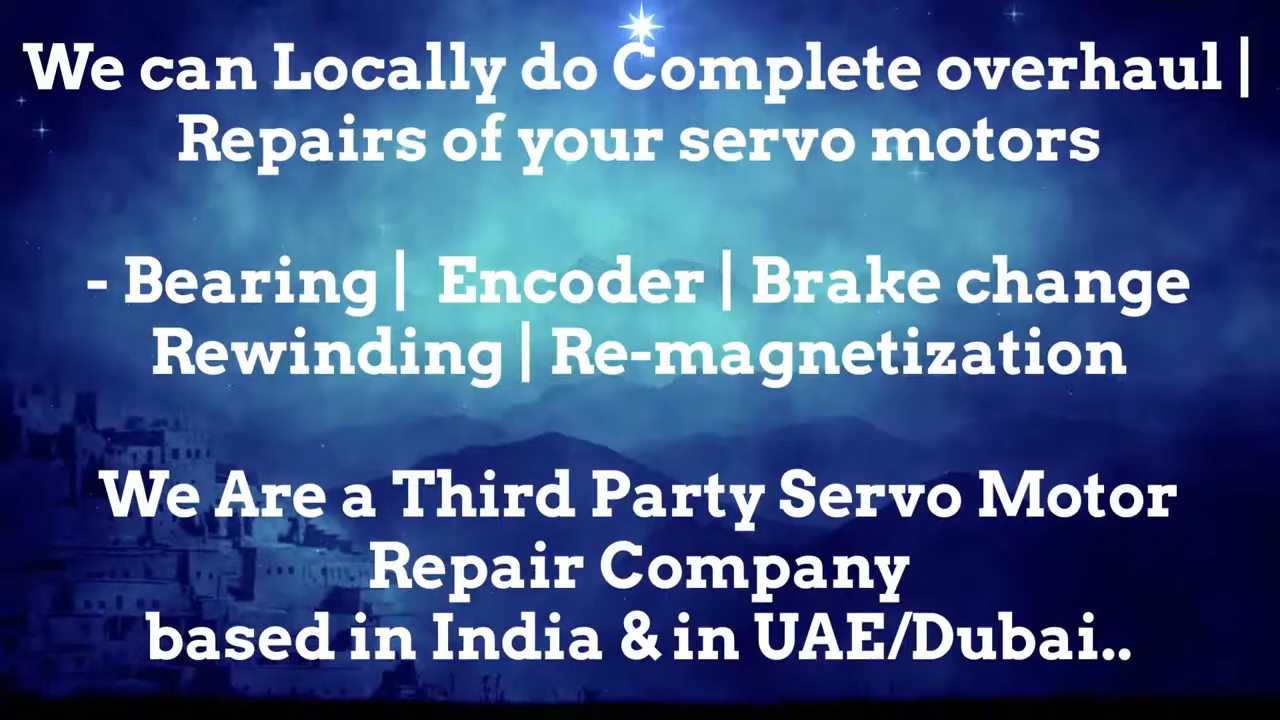 We can Locally do Complete overhaul |
Repairs of your servo motors
- Bearing | Encoder | Brake change
Rewinding | Re-magnetization
We Are a Third Party Servo Motor
Repair Company
based in India & in UAE/Dubai..